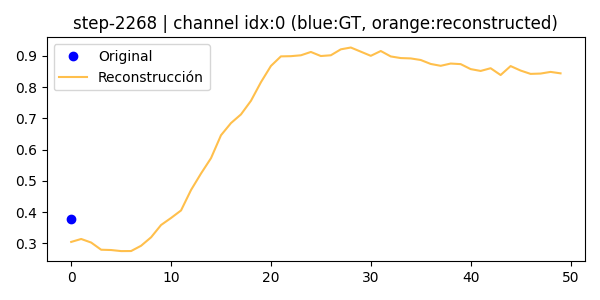 step-2268 | channel idx:0 (blue:GT, orange:reconstructed)
Original
Reconstrucción
0.9
0.8
0.7
0.6
0.5
0.4
0.3
0 10 20 30 40 50